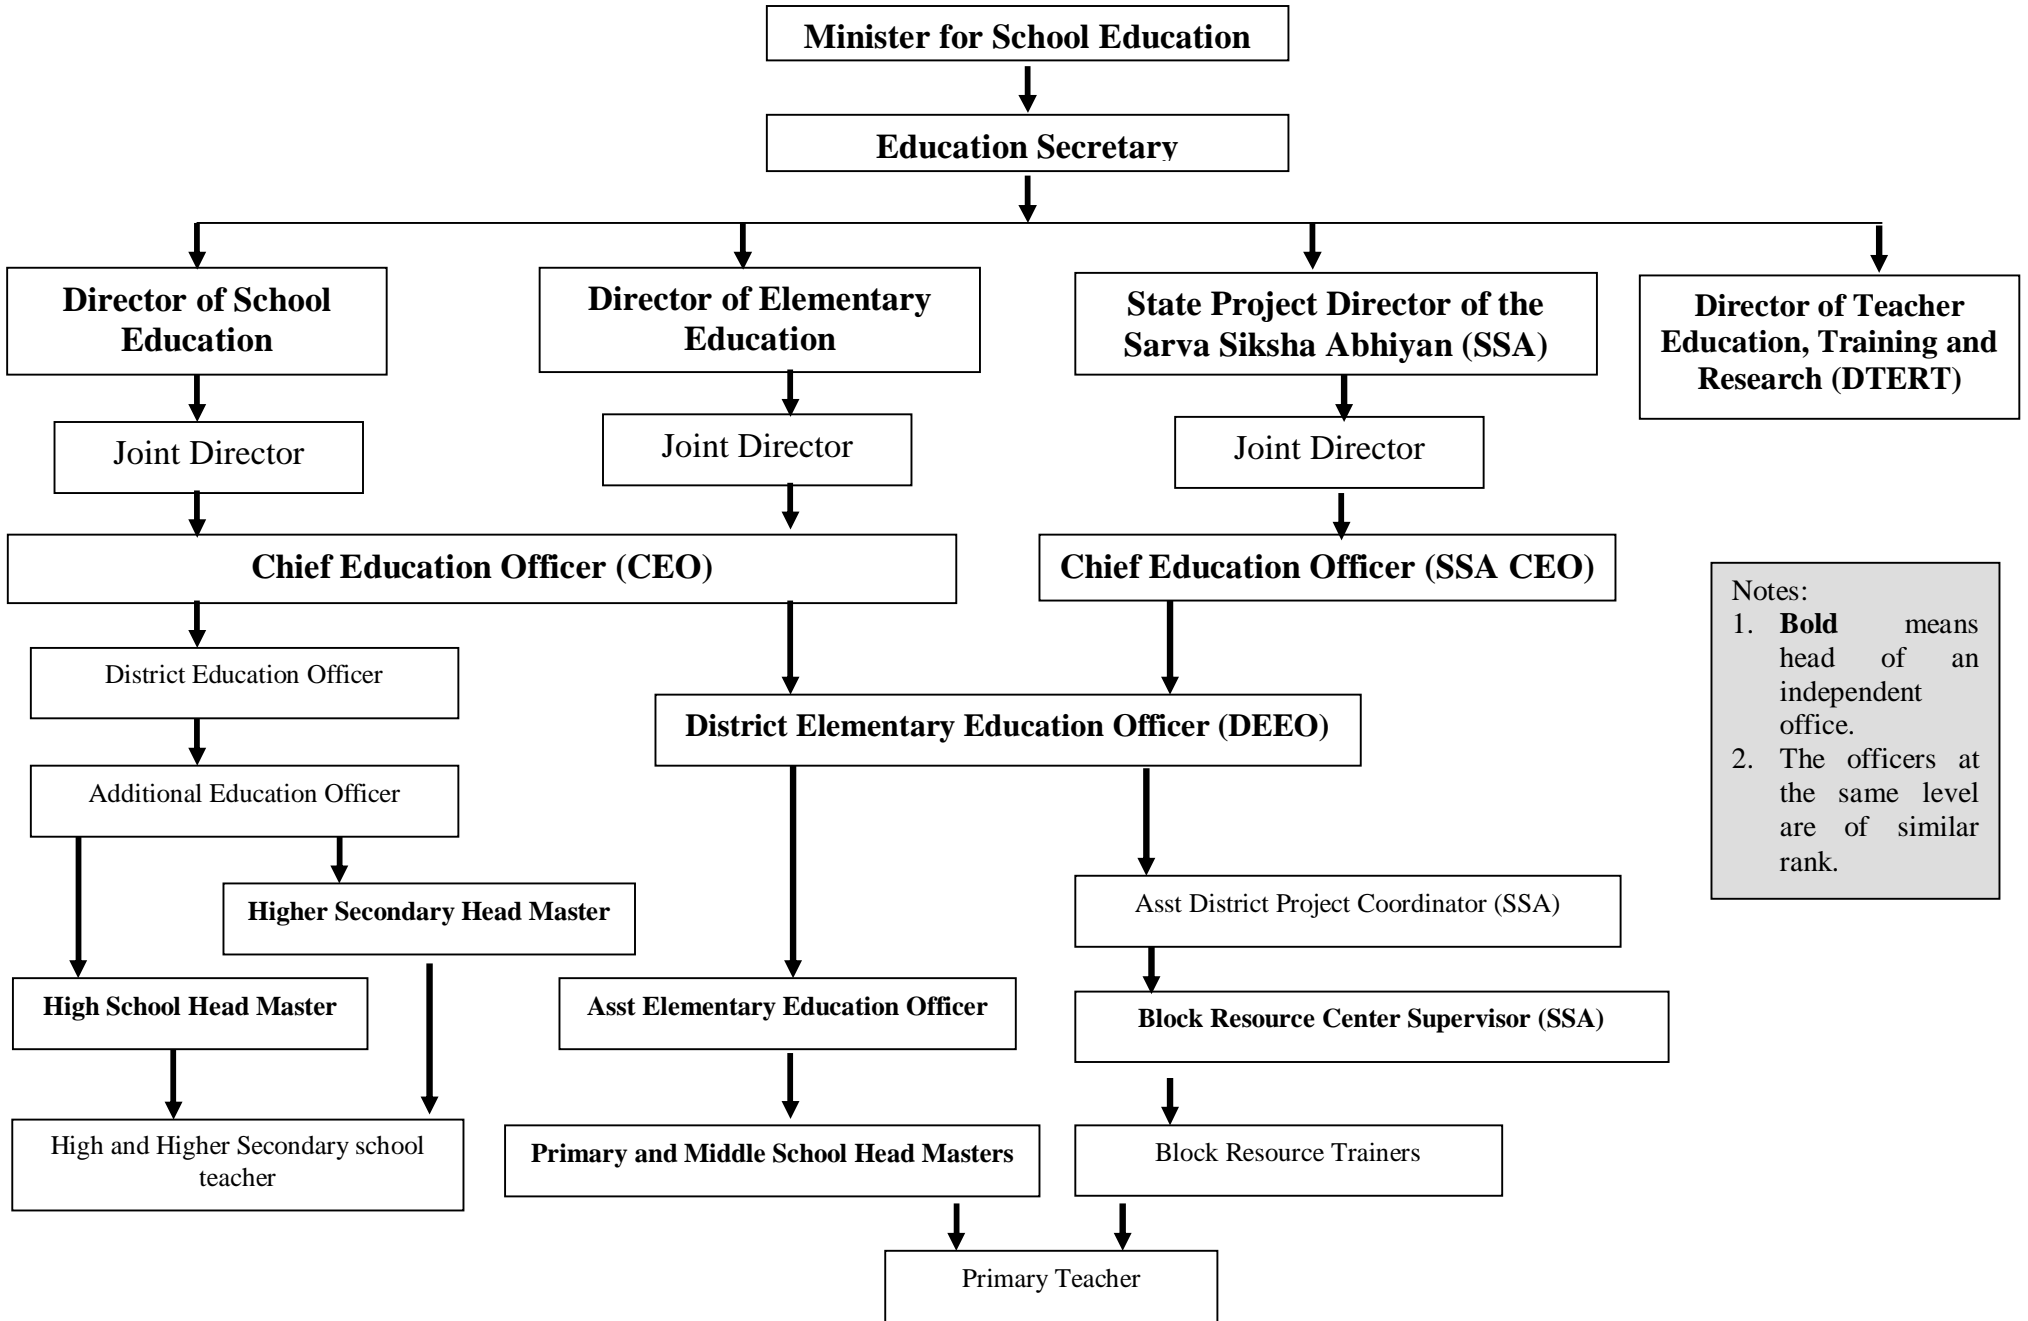 Minister for School Education
Education Secretary
Director of School
Education
Director of Elementary
Education
State Project Director of the
Sarva Siksha Abhiyan (SSA)
Director of Teacher
Education, Training and
Research (DTERT)
Joint Director
Joint Director
Joint Director
Chief Education Officer (CEO)
Chief Education Officer (SSA CEO)
Notes:
1. Bold means
head of an
independent
office.
2. The officers at
the same level
are of similar
rank.
District Education Officer
District Elementary Education Officer (DEEO)
Additional Education Officer
Higher Secondary Head Master
Asst District Project Coordinator (SSA)
High School Head Master
Asst Elementary Education Officer
Block Resource Center Supervisor (SSA)
High and Higher Secondary school
teacher
Primary and Middle School Head Masters
Block Resource Trainers
Primary Teacher